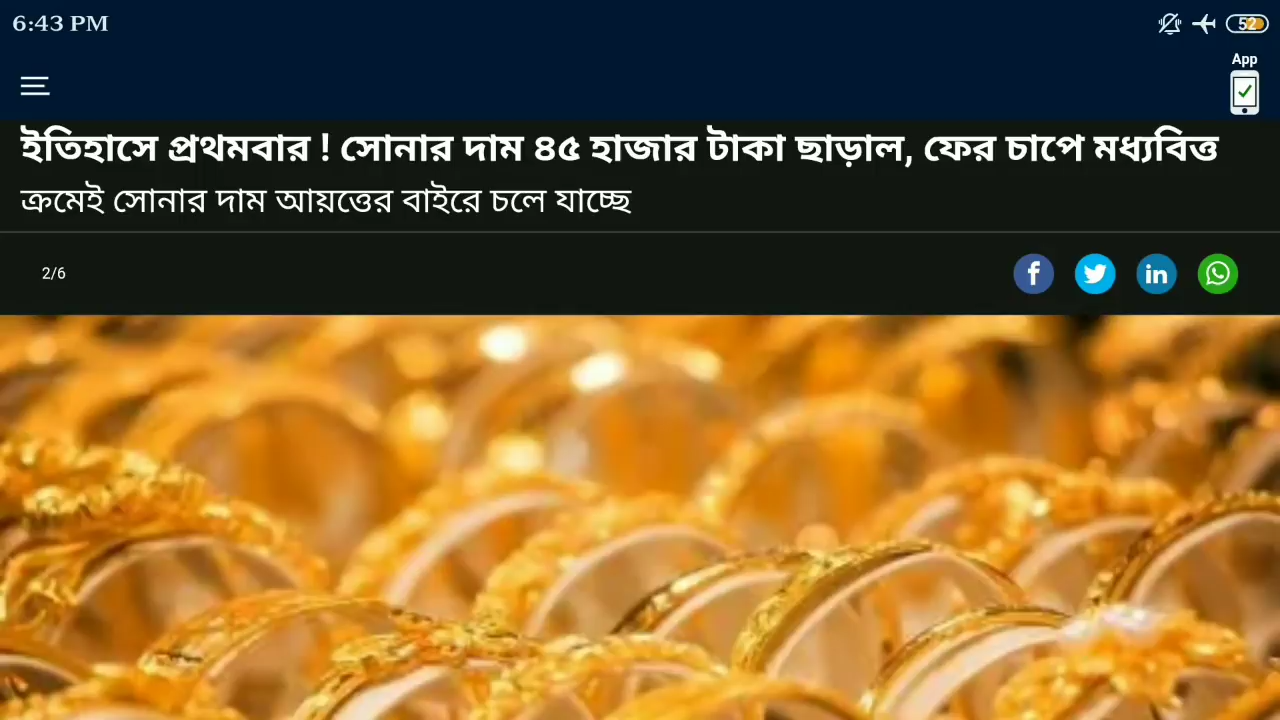 6:43 PM
52
App
ইতিহাসে প্রথমবার ! সোনার দাম ৪৫ হাজার টাকা ছাড়াল, ফের চাপে মধ্যবিত্ত
ক্রমেই সোনার দাম আয়ত্তের বাইরে চলে যাচ্ছে
2/6